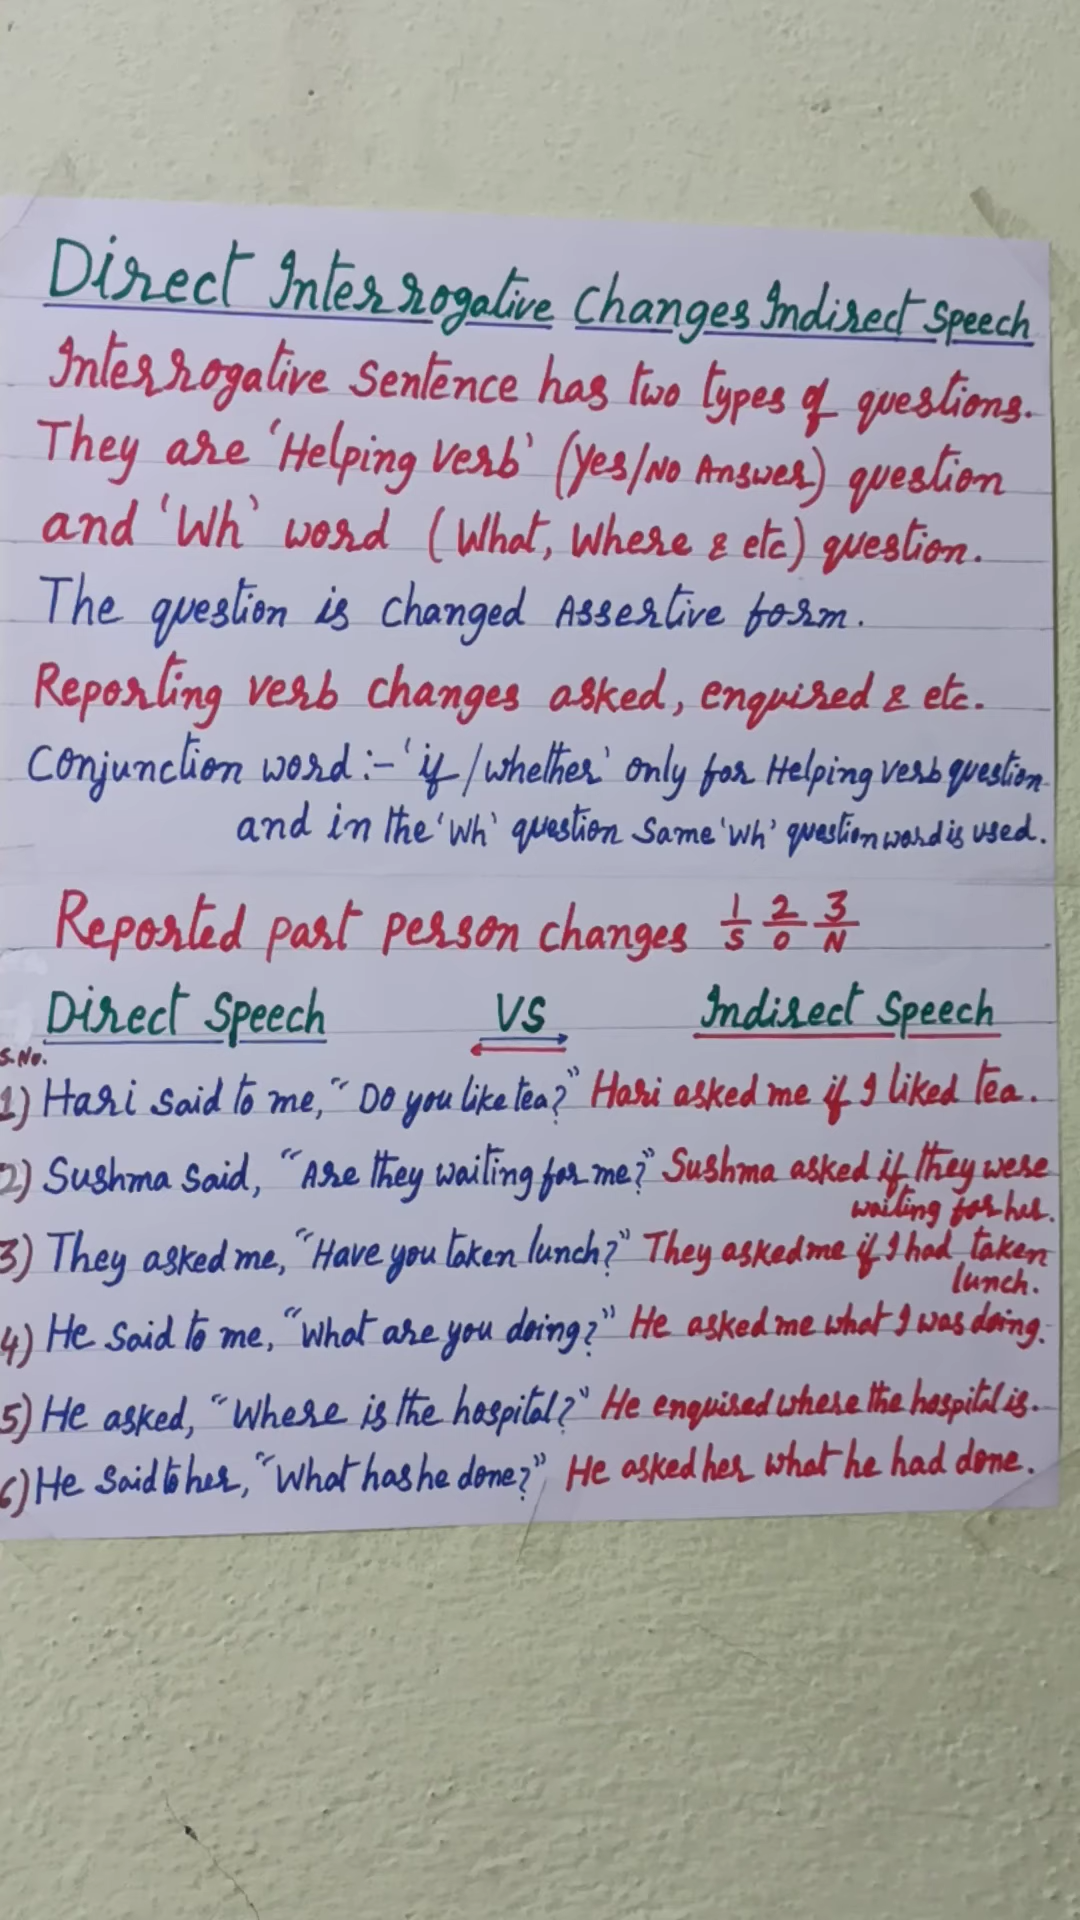 Direct Interrogative Changes Indirect Speech
Interrogative Sentence has two types of questions.
They are 'Helping verb' (Yes/No Answer) question
and 'Wh' word (What, Where & etc) question.
The question is changed Assertive form.
Reporting verb changes asked, enquired & etc.
Conjunction word :- 'if/whether' only for Helping verb question
and in the 'Wh' question Same 'Wh' question word is used.
Reported part person changes 1/S 2/O 3/N
Direct Speech VS Indirect Speech
S.No.
1) Hari said to me, "Do you like tea?" Hari asked me if I liked tea.
2) Sushma said, "Are they waiting for me?" Sushma asked if they were
waiting for her.
3) They asked me, "Have you taken lunch?" They asked me if I had taken
lunch.
4) He said to me, "What are you doing?" He asked me what I was doing.
5) He asked, "Where is the hospital?" He enquired where the hospital is.
6) He said to her, "What has he done?" He asked her what he had done.